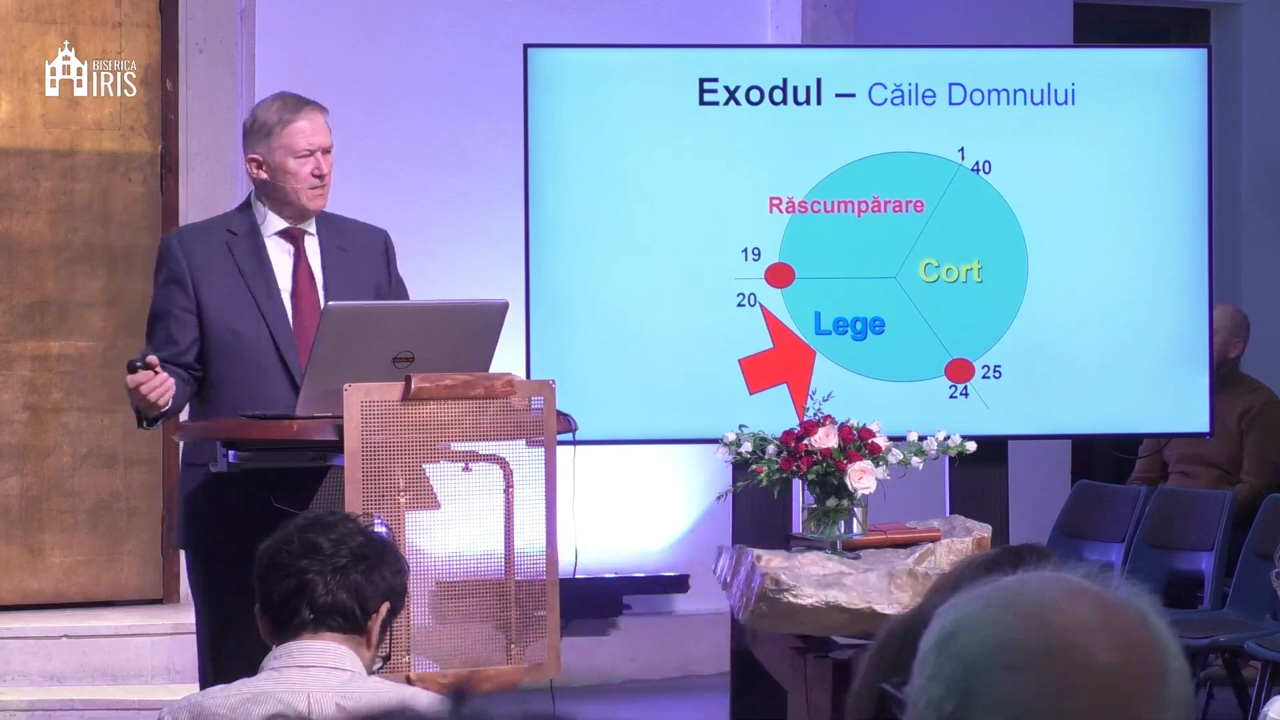 BISERICA
IRIS
Exodul – Căile Domnului
1
40
Răscumpărare
19
Cort
20
Lege
25
24